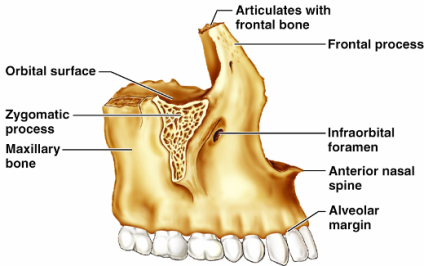 Articulates with
frontal bone
Frontal process
Orbital surface
Zygomatic
process
Maxillary
bone
Infraorbital
foramen
Anterior nasal
spine
Alveolar
margin